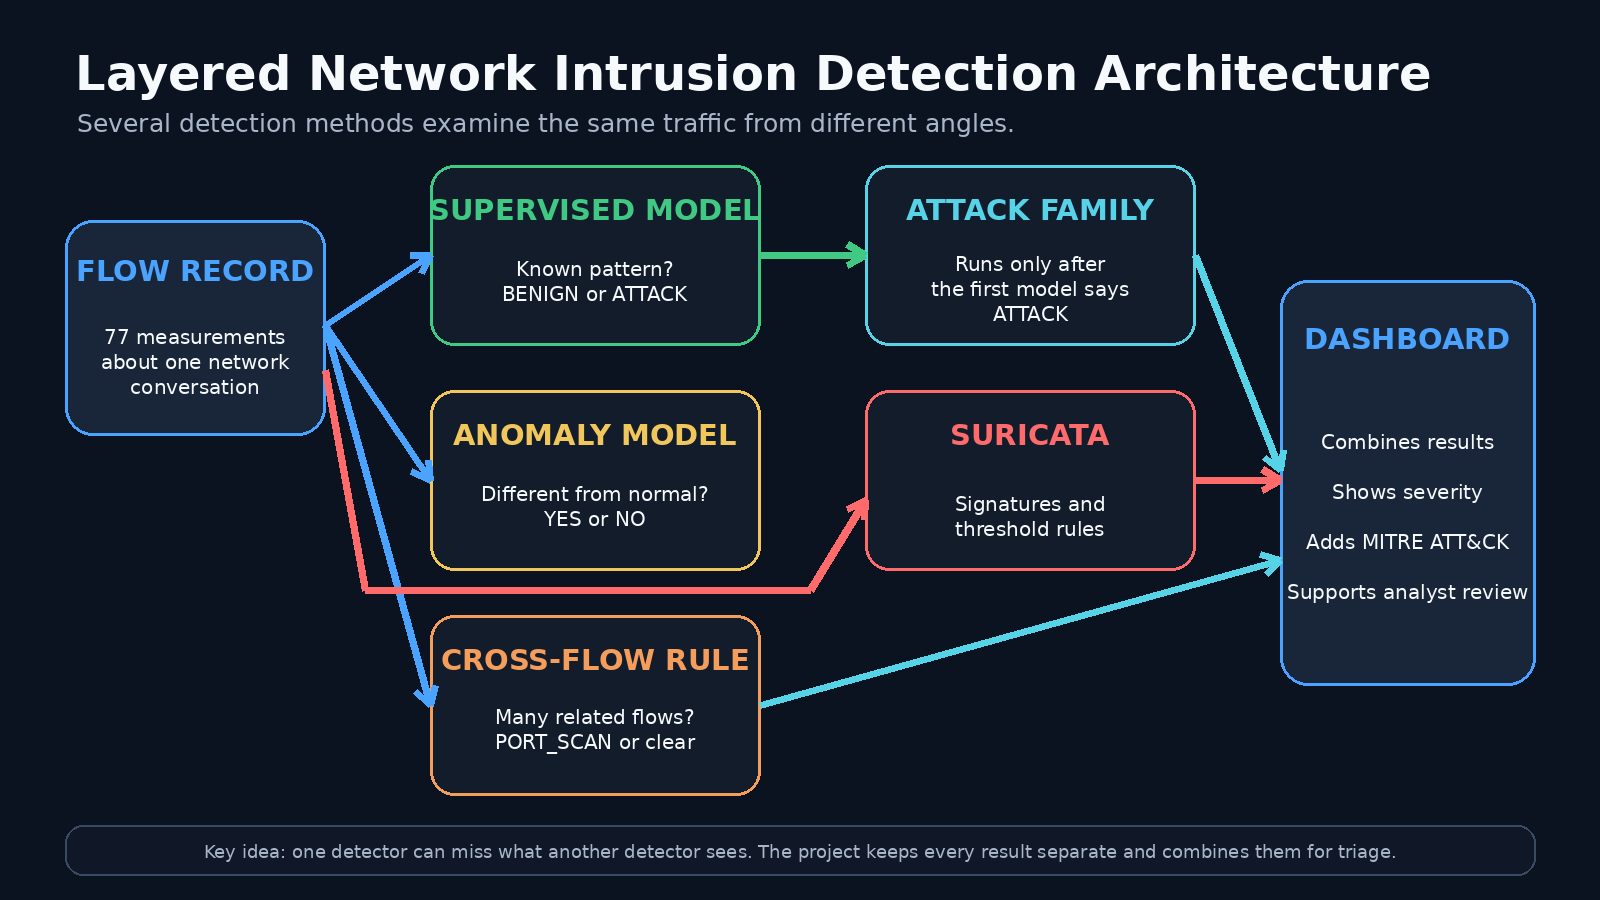 Layered Network Intrusion Detection Architecture
Several detection methods examine the same traffic from different angles.
FLOW RECORD
77 measurements
about one network
conversation
SUPERVISED MODEL
Known pattern?
BENIGN or ATTACK
ATTACK FAMILY
Runs only after
the first model says
ATTACK
ANOMALY MODEL
Different from normal?
YES or NO
SURICATA
Signatures and
threshold rules
CROSS-FLOW RULE
Many related flows?
PORT_SCAN or clear
DASHBOARD
Combines results
Shows severity
Adds MITRE ATT&CK
Supports analyst review
Key idea: one detector can miss what another detector sees. The project keeps every result separate and combines them for triage.